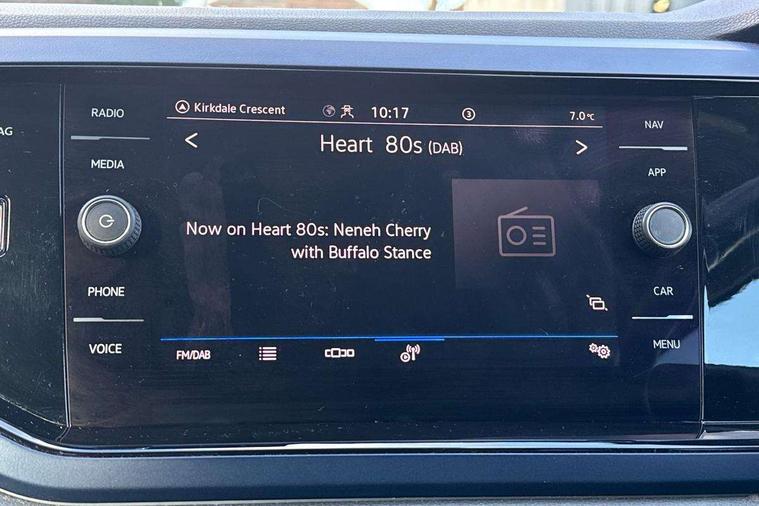 AG
RADIO
MEDIA
PHONE
VOICE
Kirkdale Crescent 10:17 3 7.0°C
Heart 80s (DAB)
Now on Heart 80s: Neneh Cherry
with Buffalo Stance
FM/DAB
NAV
APP
CAR
MENU